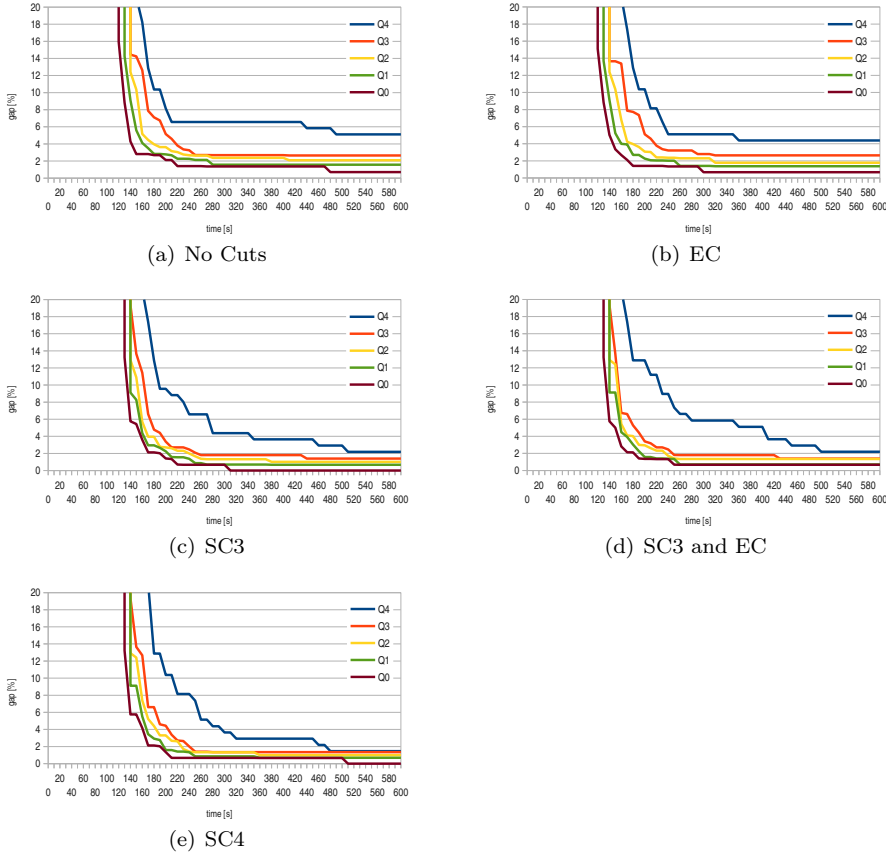 20
18
16
14
12
10
8
6
4
2
0
gap [%]
Q4
Q3
Q2
Q1
Q0
20 60 100 140 180 220 260 300 340 380 420 460 500 540 580
0 40 80 120 160 200 240 280 320 360 400 440 480 520 560 600
time [s]
(a) No Cuts
20
18
16
14
12
10
8
6
4
2
0
gap [%]
Q4
Q3
Q2
Q1
Q0
20 60 100 140 180 220 260 300 340 380 420 460 500 540 580
0 40 80 120 160 200 240 280 320 360 400 440 480 520 560 600
time [s]
(b) EC
20
18
16
14
12
10
8
6
4
2
0
gap [%]
Q4
Q3
Q2
Q1
Q0
20 60 100 140 180 220 260 300 340 380 420 460 500 540 580
0 40 80 120 160 200 240 280 320 360 400 440 480 520 560 600
time [s]
(c) SC3
20
18
16
14
12
10
8
6
4
2
0
gap [%]
Q4
Q3
Q2
Q1
Q0
20 60 100 140 180 220 260 300 340 380 420 460 500 540 580
0 40 80 120 160 200 240 280 320 360 400 440 480 520 560 600
time [s]
(d) SC3 and EC
20
18
16
14
12
10
8
6
4
2
0
gap [%]
Q4
Q3
Q2
Q1
Q0
20 60 100 140 180 220 260 300 340 380 420 460 500 540 580
0 40 80 120 160 200 240 280 320 360 400 440 480 520 560 600
time [s]
(e) SC4